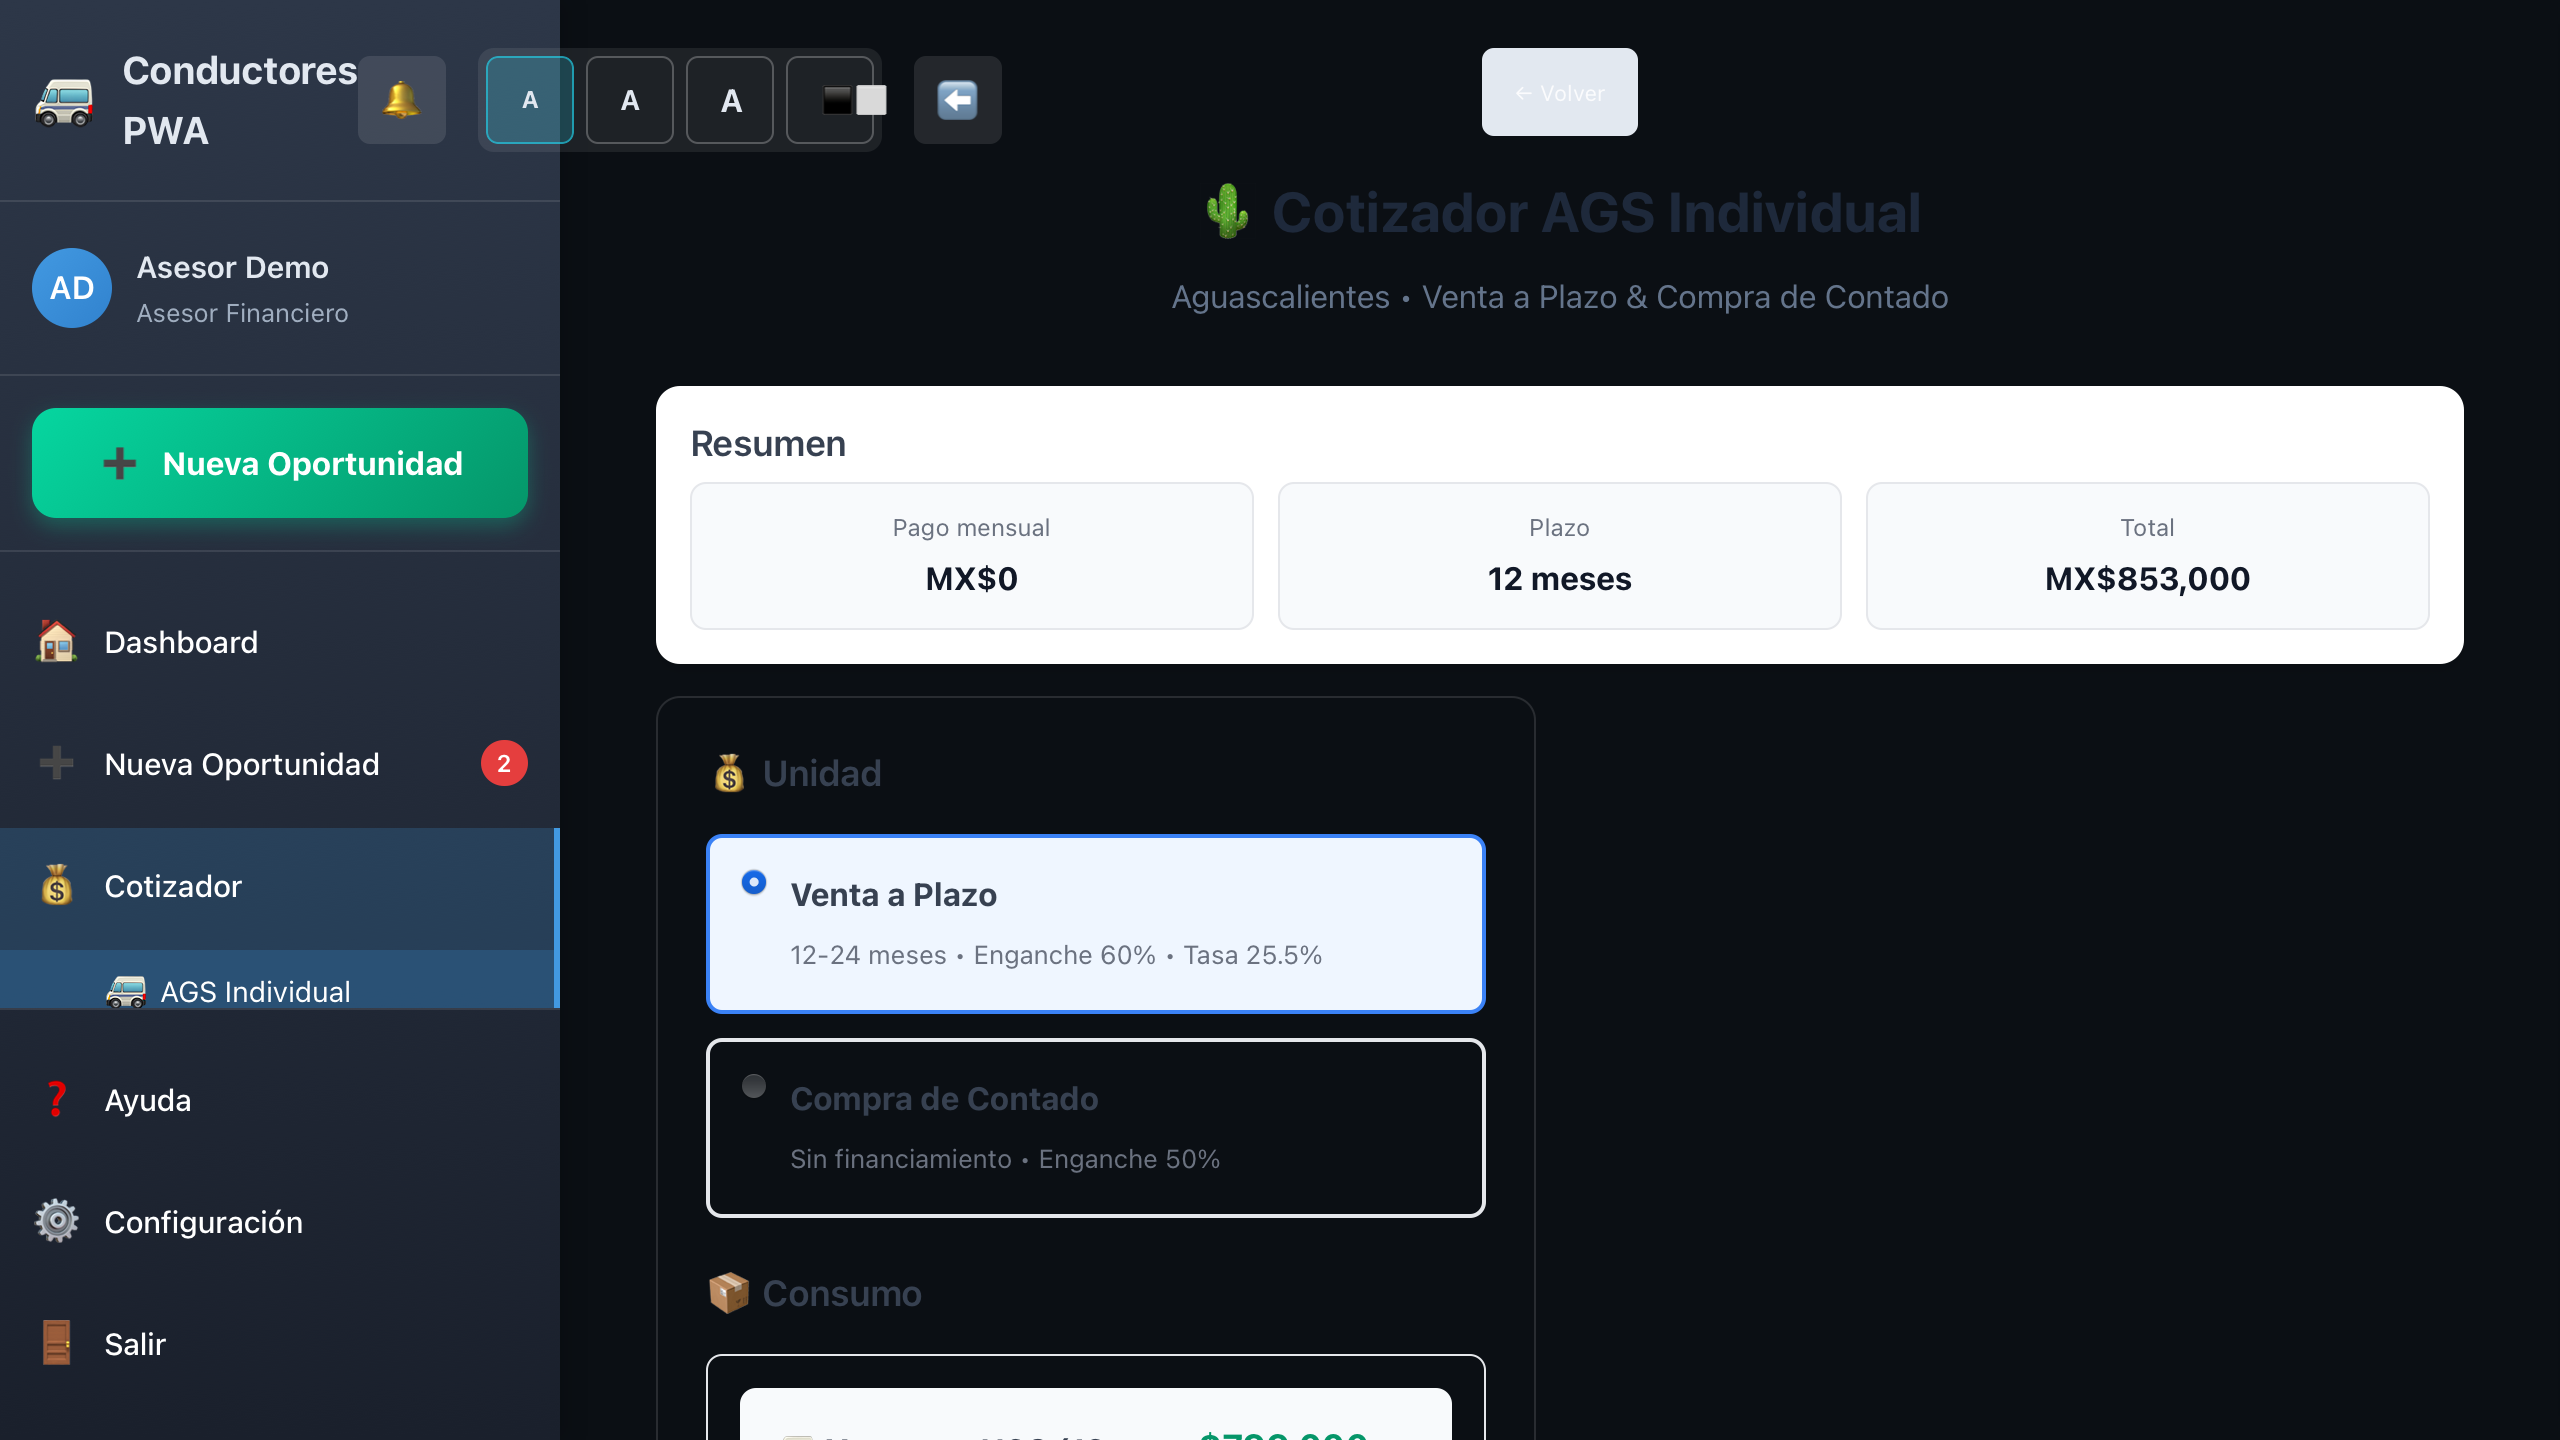 Conductores
PWA
A
A
A
← Volver
Cotizador AGS Individual
Aguascalientes • Venta a Plazo & Compra de Contado
AD
Asesor Demo
Asesor Financiero
Nueva Oportunidad
Dashboard
Nueva Oportunidad
2
Cotizador
AGS Individual
Ayuda
Configuración
Salir
Resumen
Pago mensual
MX$0
Plazo
12 meses
Total
MX$853,000
Unidad
Venta a Plazo
12-24 meses • Enganche 60% • Tasa 25.5%
Compra de Contado
Sin financiamiento • Enganche 50%
Consumo